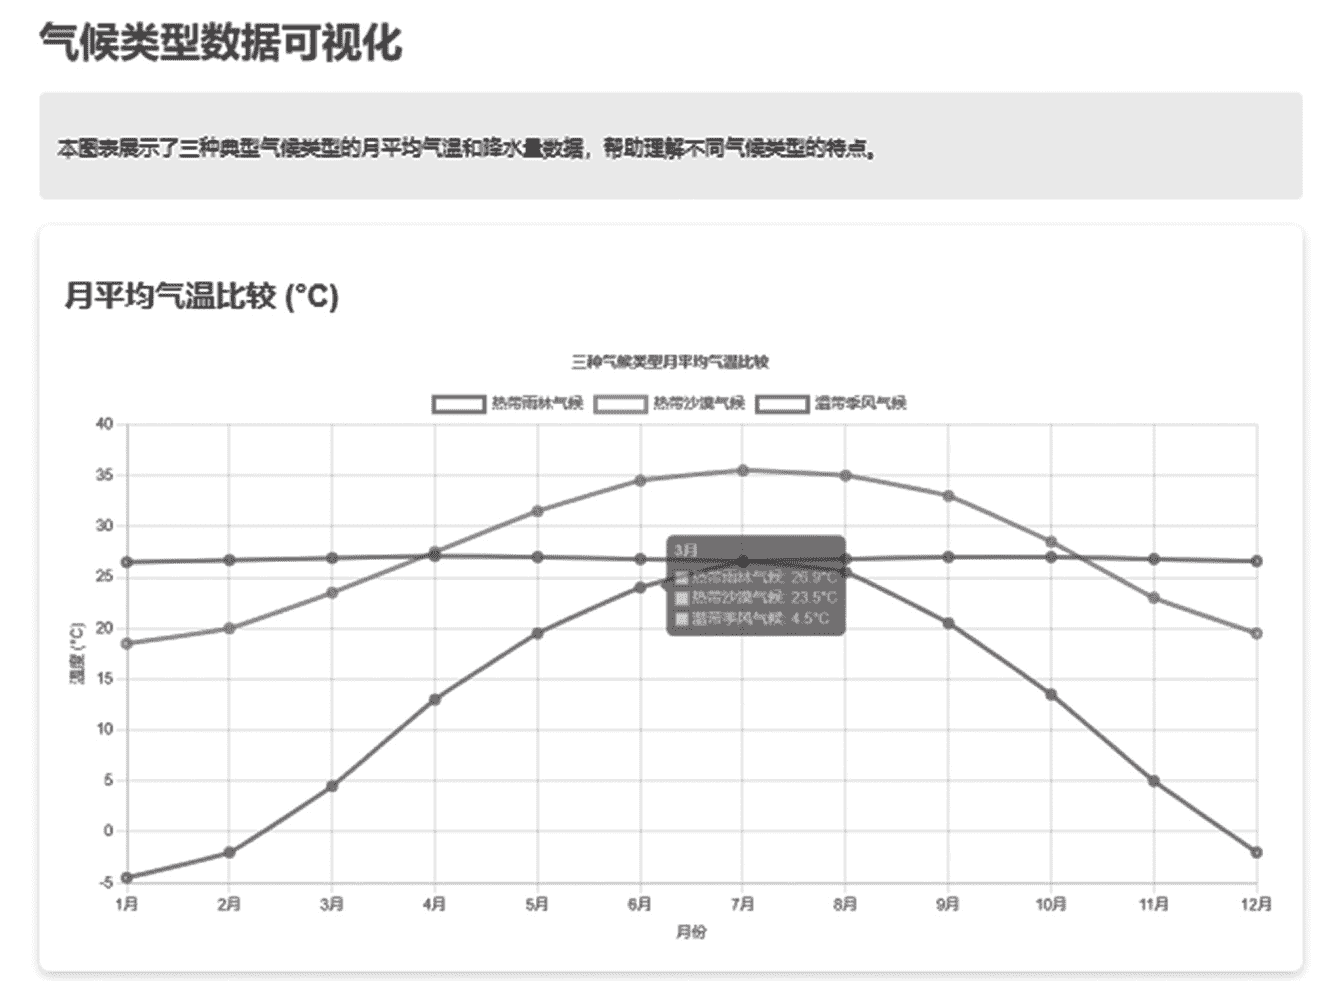 气候类型数据可视化
本图表展示了三种典型气候类型的月平均气温和降水量数据，帮助理解不同气候类型的特点。
月平均气温比较 (°C)
三种气候类型月平均气温比较
热带雨林气候 热带沙漠气候 温带季风气候
40
35
30
25
20
15
10
5
0
-5
温度 (°C)
3月
热带雨林气候: 26.9°C
热带沙漠气候: 23.5°C
温带季风气候: 4.5°C
1月 2月 3月 4月 5月 6月 7月 8月 9月 10月 11月 12月
月份